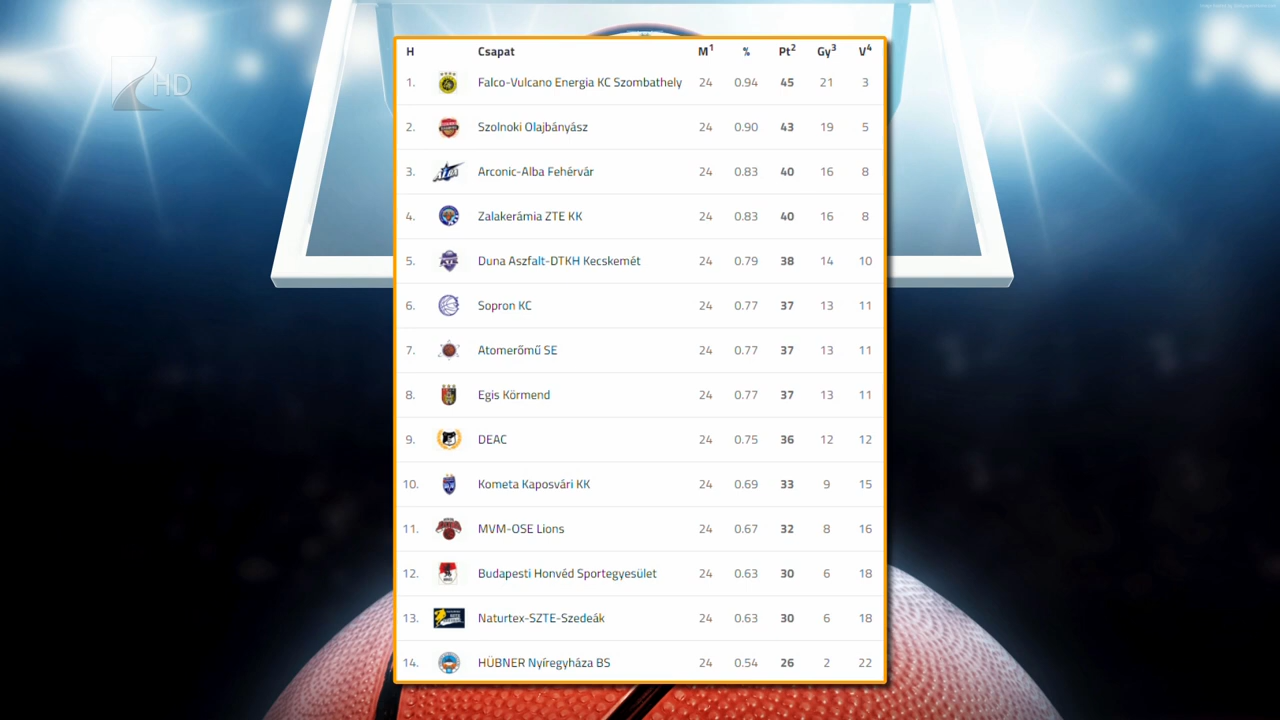 HD
H Csapat M¹ % Pt² Gy³ V⁴
1. Falco-Vulcano Energia KC Szombathely 24 0.94 45 21 3
2. Szolnoki Olajbányász 24 0.90 43 19 5
3. Arconic-Alba Fehérvár 24 0.83 40 16 8
4. Zalakerámia ZTE KK 24 0.83 40 16 8
5. Duna Aszfalt-DTKH Kecskemét 24 0.79 38 14 10
6. Sopron KC 24 0.77 37 13 11
7. Atomerőmű SE 24 0.77 37 13 11
8. Egis Körmend 24 0.77 37 13 11
9. DEAC 24 0.75 36 12 12
10. Kometa Kaposvári KK 24 0.69 33 9 15
11. MVM-OSE Lions 24 0.67 32 8 16
12. Budapesti Honvéd Sportegyesület 24 0.63 30 6 18
13. Naturtex-SZTE-Szedeák 24 0.63 30 6 18
14. HÜBNER Nyíregyháza BS 24 0.54 26 2 22